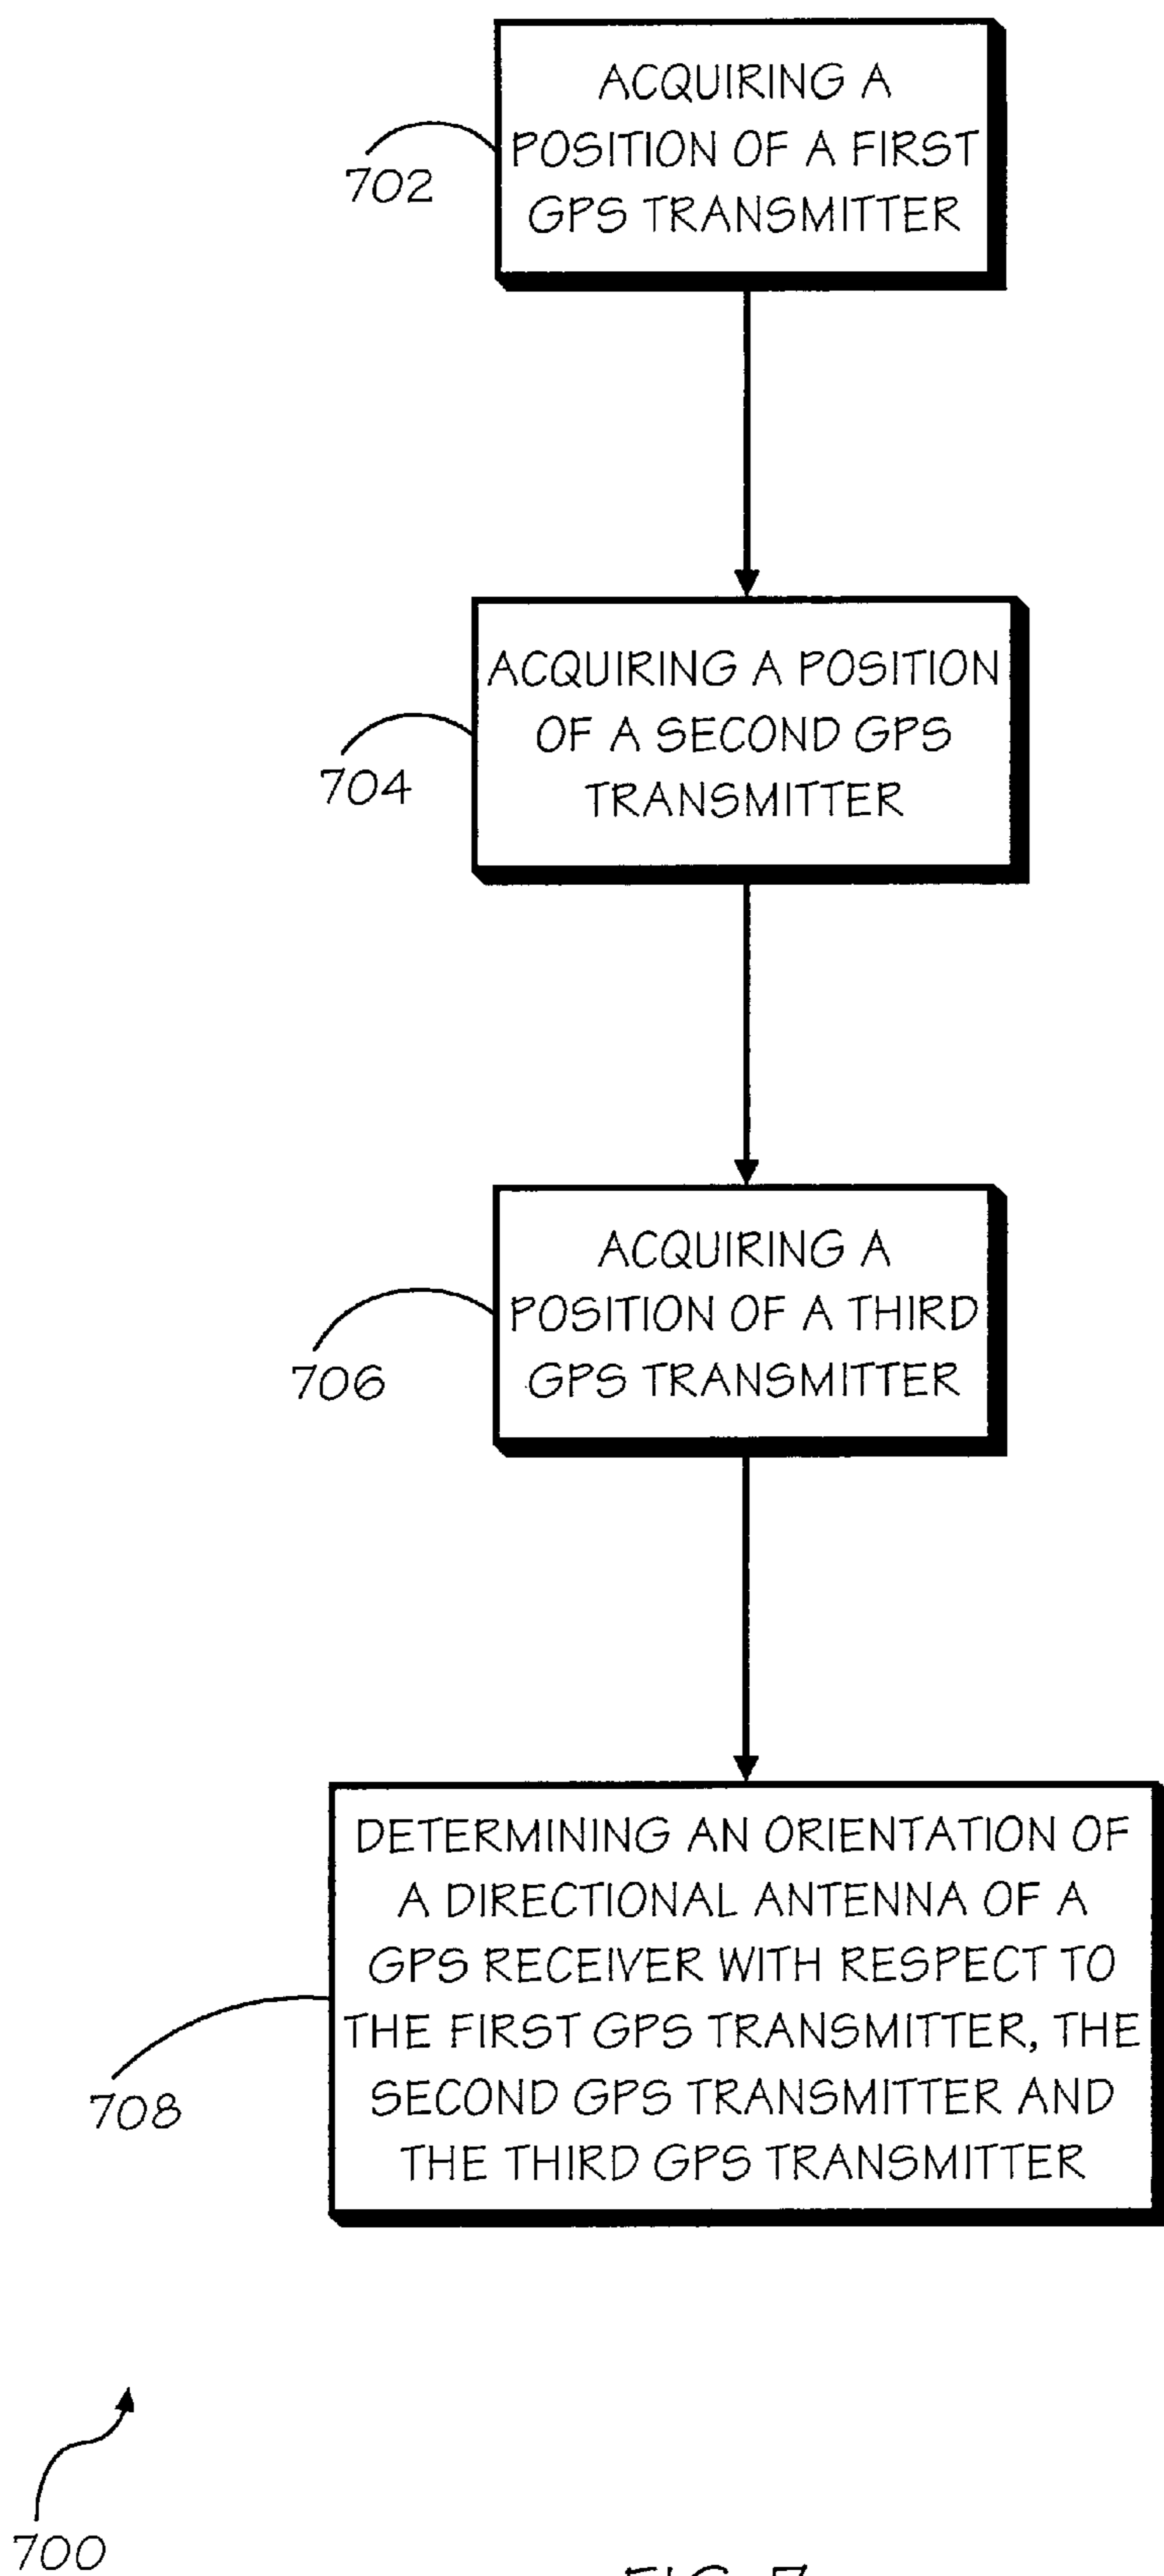 ACQUIRING A
POSITION OF A FIRST
GPS TRANSMITTER
702
ACQUIRING A POSITION
OF A SECOND GPS
TRANSMITTER
704
ACQUIRING A
POSITION OF A THIRD
GPS TRANSMITTER
706
DETERMINING AN ORIENTATION OF
A DIRECTIONAL ANTENNA OF A
GPS RECEIVER WITH RESPECT TO
THE FIRST GPS TRANSMITTER, THE
SECOND GPS TRANSMITTER AND
THE THIRD GPS TRANSMITTER
708
700
FIG. 7